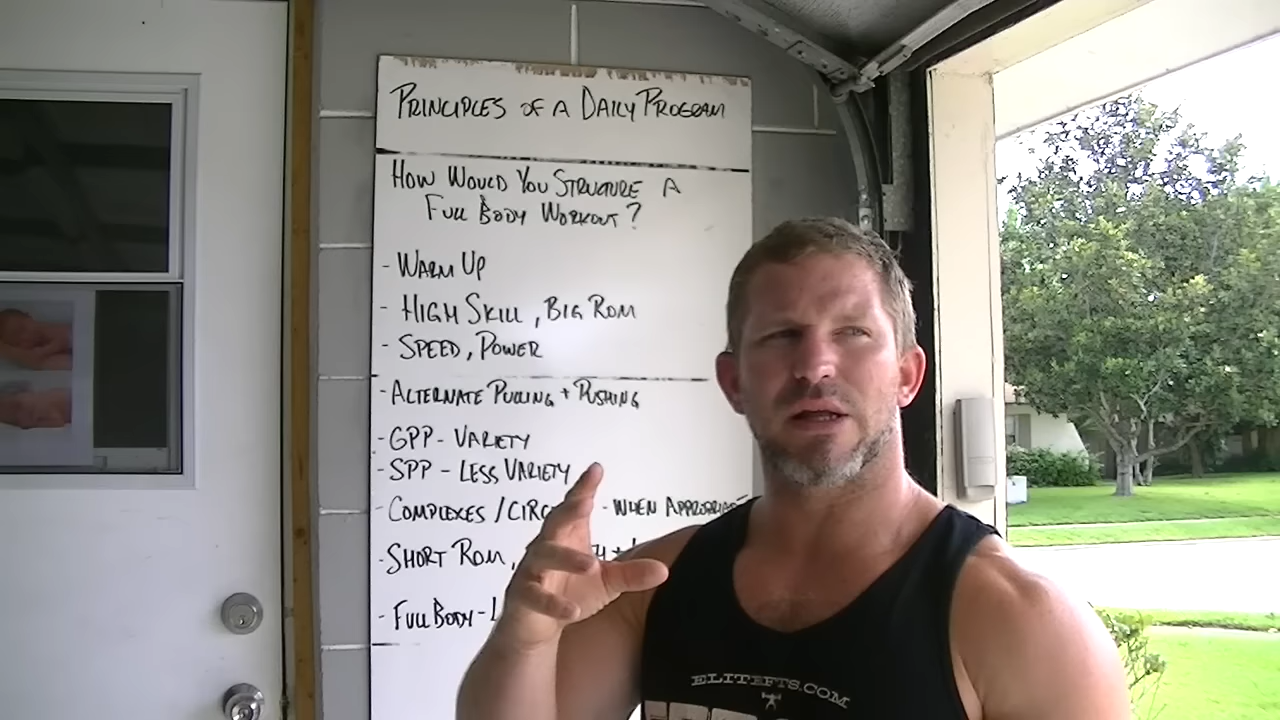 PRINCIPLES OF A DAILY PROGRAM
HOW WOULD YOU STRUCTURE A
FULL BODY WORKOUT?
- WARM UP
- HIGH SKILL, BIG ROM
- SPEED, POWER
- ALTERNATE PULLING + PUSHING
- GPP - VARIETY
- SPP - LESS VARIETY
- COMPLEXES / CIRC - WHEN APPROPRIATE
- SHORT ROM,
- FULL BODY -
ELITEFTS.COM